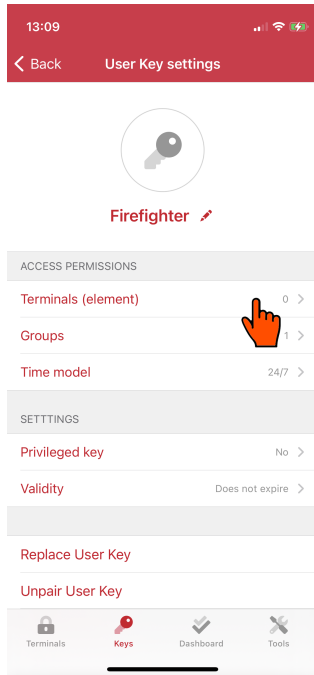 13:09
Back User Key settings
Firefighter
ACCESS PERMISSIONS
Terminals (element) 0
Groups 1
Time model 24/7
SETTTINGS
Privileged key No
Validity Does not expire
Replace User Key
Unpair User Key
Terminals Keys Dashboard Tools